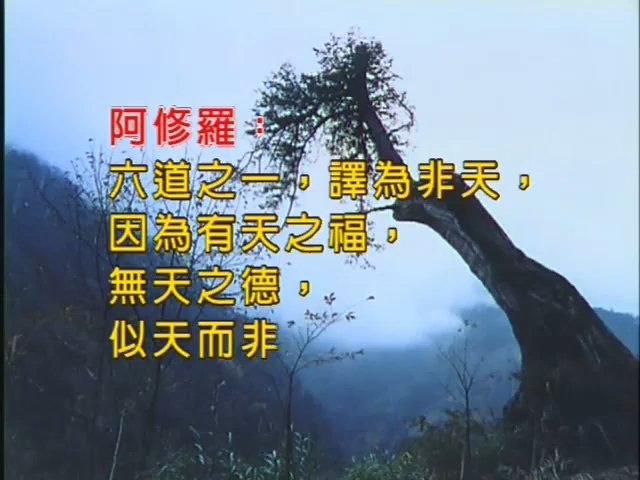 阿修羅：
六道之一，譯為非天，
因為有天之福，
無天之德，
似天而非